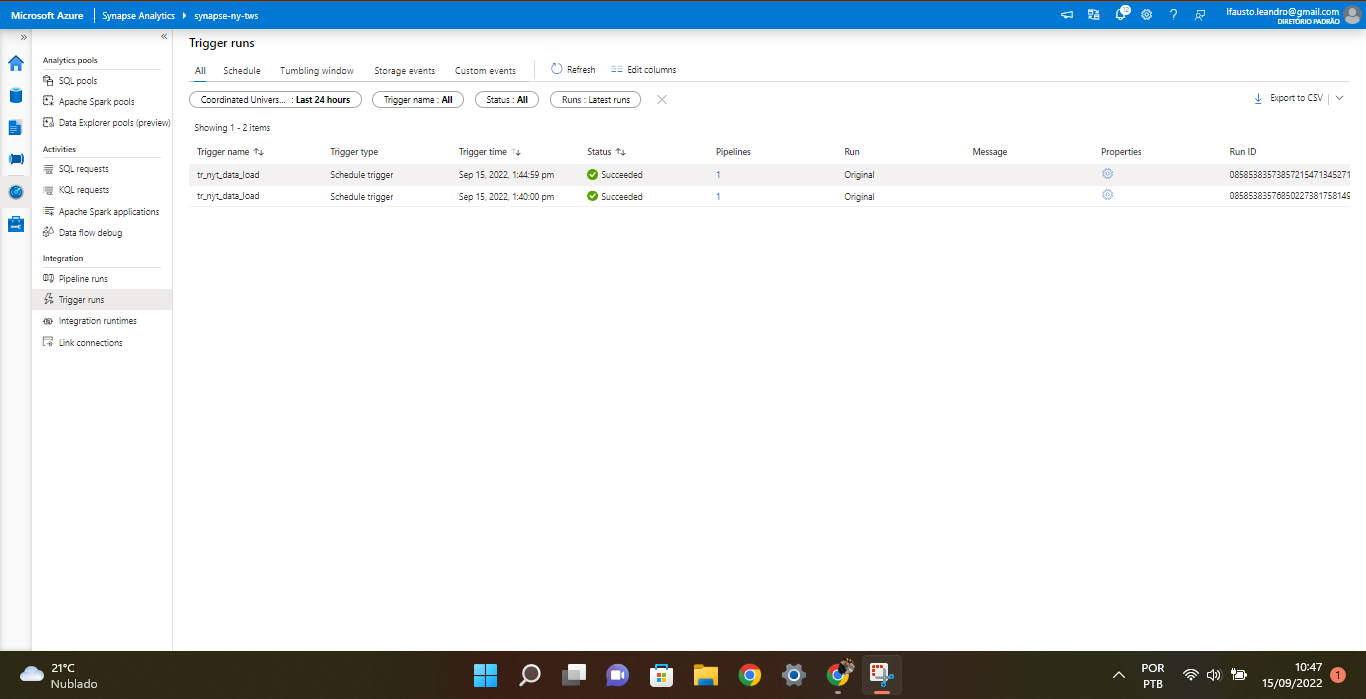 Microsoft Azure | Synapse Analytics ▸ synapse-ny-tws
12
lfausto.leandro@gmail.com
DIRETÓRIO PADRÃO
»
«
Analytics pools
SQL pools
Apache Spark pools
Data Explorer pools (preview)
Activities
SQL requests
KQL requests
Apache Spark applications
Data flow debug
Integration
Pipeline runs
Trigger runs
Integration runtimes
Link connections
Trigger runs
All Schedule Tumbling window Storage events Custom events Refresh Edit columns
Coordinated Univers... : Last 24 hours Trigger name : All Status : All Runs : Latest runs Export to CSV
Showing 1 - 2 items
Trigger name Trigger type Trigger time Status Pipelines Run Message Properties Run ID
tr_nyt_data_load Schedule trigger Sep 15, 2022, 1:44:59 pm Succeeded 1 Original
tr_nyt_data_load Schedule trigger Sep 15, 2022, 1:40:00 pm Succeeded 1 Original
21°C
Nublado
POR
PTB
10:47
15/09/2022
1